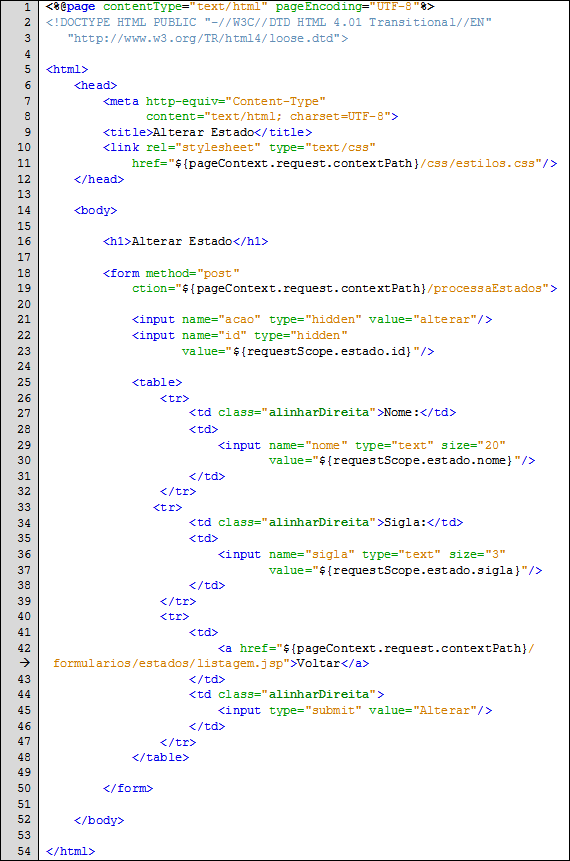 1 <%@page contentType="text/html" pageEncoding="UTF-8"%>
2 <!DOCTYPE HTML PUBLIC "-//W3C//DTD HTML 4.01 Transitional//EN"
3 "http://www.w3.org/TR/html4/loose.dtd">
4
5 <html>
6 <head>
7 <meta http-equiv="Content-Type"
8 content="text/html; charset=UTF-8">
9 <title>Alterar Estado</title>
10 <link rel="stylesheet" type="text/css"
11 href="${pageContext.request.contextPath}/css/estilos.css"/>
12 </head>
13
14 <body>
15
16 <h1>Alterar Estado</h1>
17
18 <form method="post"
19 ction="${pageContext.request.contextPath}/processaEstados">
20
21 <input name="acao" type="hidden" value="alterar"/>
22 <input name="id" type="hidden"
23 value="${requestScope.estado.id}"/>
24
25 <table>
26 <tr>
27 <td class="alinharDireita">Nome:</td>
28 <td>
29 <input name="nome" type="text" size="20"
30 value="${requestScope.estado.nome}"/>
31 </td>
32 </tr>
33 <tr>
34 <td class="alinharDireita">Sigla:</td>
35 <td>
36 <input name="sigla" type="text" size="3"
37 value="${requestScope.estado.sigla}"/>
38 </td>
39 </tr>
40 <tr>
41 <td>
42 <a href="${pageContext.request.contextPath}/
→ formularios/estados/listagem.jsp">Voltar</a>
43 </td>
44 <td class="alinharDireita">
45 <input type="submit" value="Alterar"/>
46 </td>
47 </tr>
48 </table>
49
50 </form>
51
52 </body>
53
54 </html>